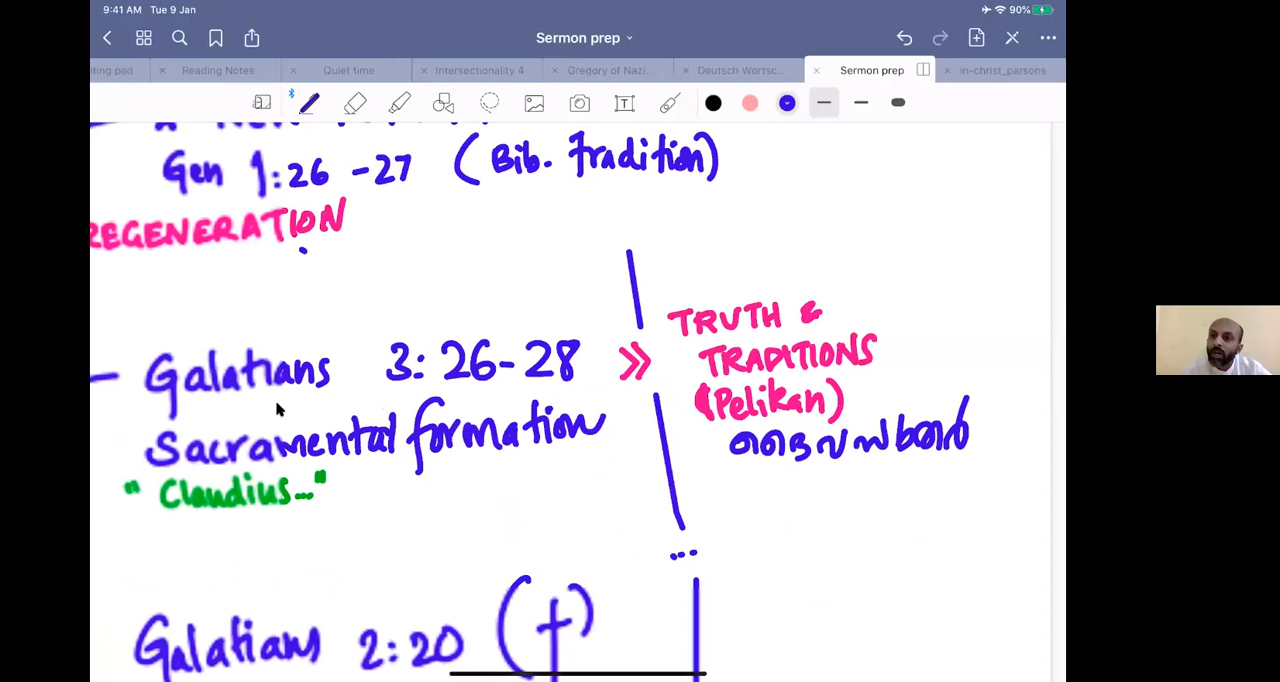 9:41 AM Tue 9 Jan
90%
Sermon prep
ting pad
Reading Notes
Quiet time
Intersectionality 4
Gregory of Nazi...
Deutsch Wortsc...
Sermon prep
in-christ_parsons
Gen 1:26 -27 (Bib. Tradition)
REGENERATION
TRUTH &
TRADITIONS
(Pelikan)
- Galatians 3: 26-28 >>
Sacramental formation
"Claudius..."
...
Galatians 2:20 (†)